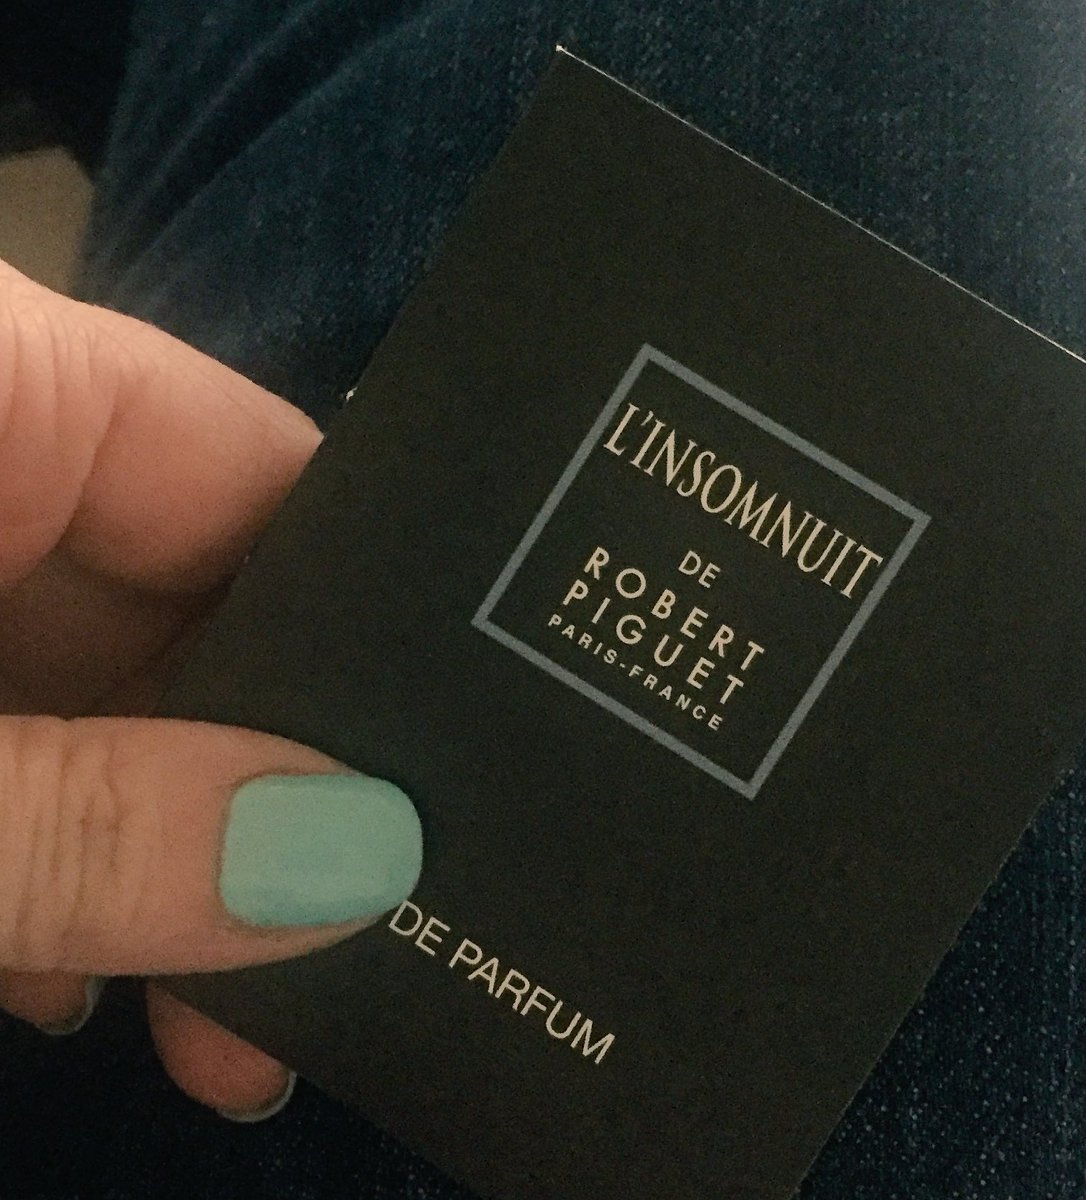 L'INSOMNUIT
DE
ROBERT
PIGUET
PARIS-FRANCE
DE PARFUM